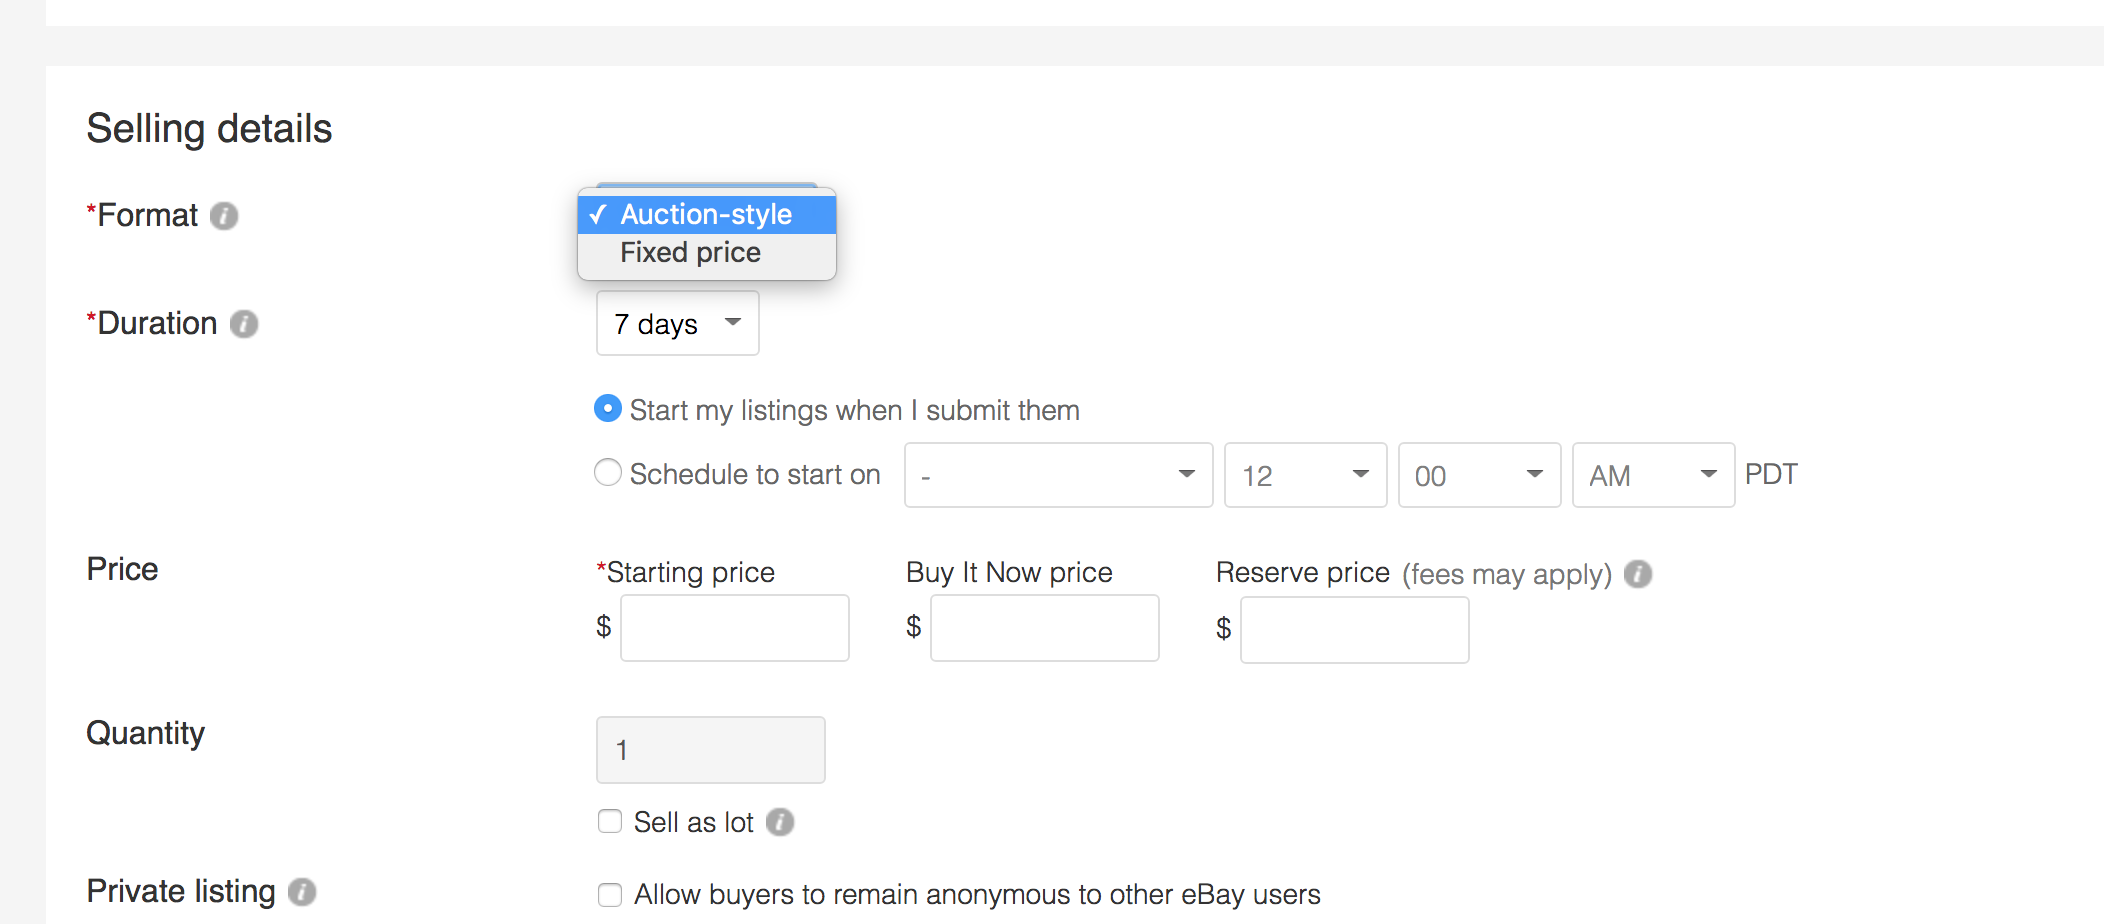 Selling details
*Format i
✓ Auction-style
Fixed price
*Duration i
7 days
Start my listings when I submit them
Schedule to start on - 12 00 AM PDT
Price
*Starting price Buy It Now price Reserve price (fees may apply) i
$ $ $
Quantity
1
Sell as lot i
Private listing i
Allow buyers to remain anonymous to other eBay users